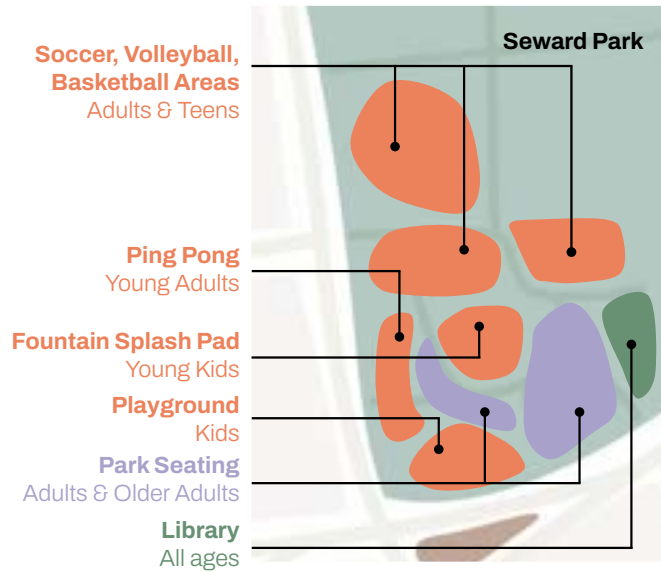 Seward Park
Soccer, Volleyball,
Basketball Areas
Adults & Teens
Ping Pong
Young Adults
Fountain Splash Pad
Young Kids
Playground
Kids
Park Seating
Adults & Older Adults
Library
All ages